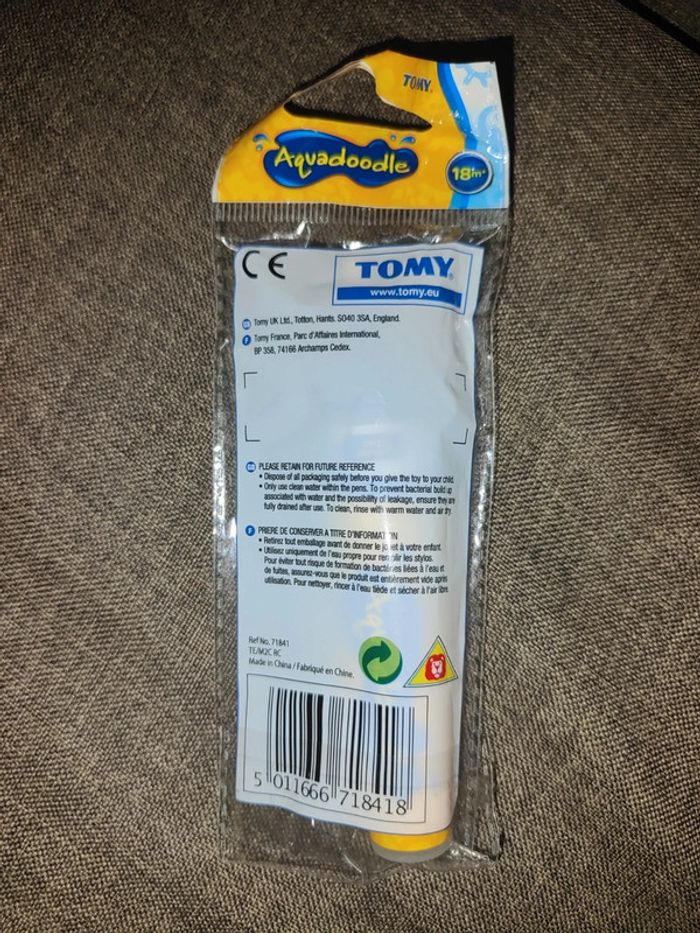 TOMY
Aquadoodle
18m+
CE
TOMY
www.tomy.eu
GB Tomy UK Ltd., Totton, Hants. SO40 3SA, England.
F Tomy France, Parc d'Affaires International,
BP 358, 74166 Archamps Cedex.
GB PLEASE RETAIN FOR FUTURE REFERENCE
• Dispose of all packaging safely before you give the toy to your child.
• Only use clean water within the pens. To prevent bacterial build up
associated with water and the possibility of leakage, ensure they are
fully drained after use. To clean, rinse with warm water and air dry.
F PRIERE DE CONSERVER A TITRE D'INFORMATION
• Retirez tout emballage avant de donner le jouet à votre enfant.
• Utilisez uniquement de l'eau propre pour remplir les stylos.
Pour éviter tout risque de formation de bactéries liées à l'eau et
de fuites, assurez-vous que le produit est entièrement vide après
utilisation. Pour nettoyer, rincer à l'eau tiède et sécher à l'air libre.
Ref No. 71841
TE/M2C RC
Made in China / Fabriqué en Chine.
5 011666 718418